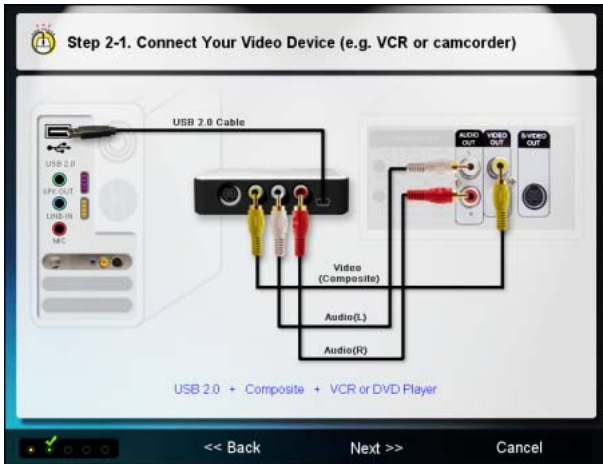 Step 2-1. Connect Your Video Device (e.g. VCR or camcorder)
USB 2.0 Cable
USB 2.0
SPK OUT
LINE IN
MIC
AUDIO OUT
VIDEO OUT
S-VIDEO OUT
L
R
Video
(Composite)
Audio(L)
Audio(R)
USB 2.0 + Composite + VCR or DVD Player
<< Back
Next >>
Cancel